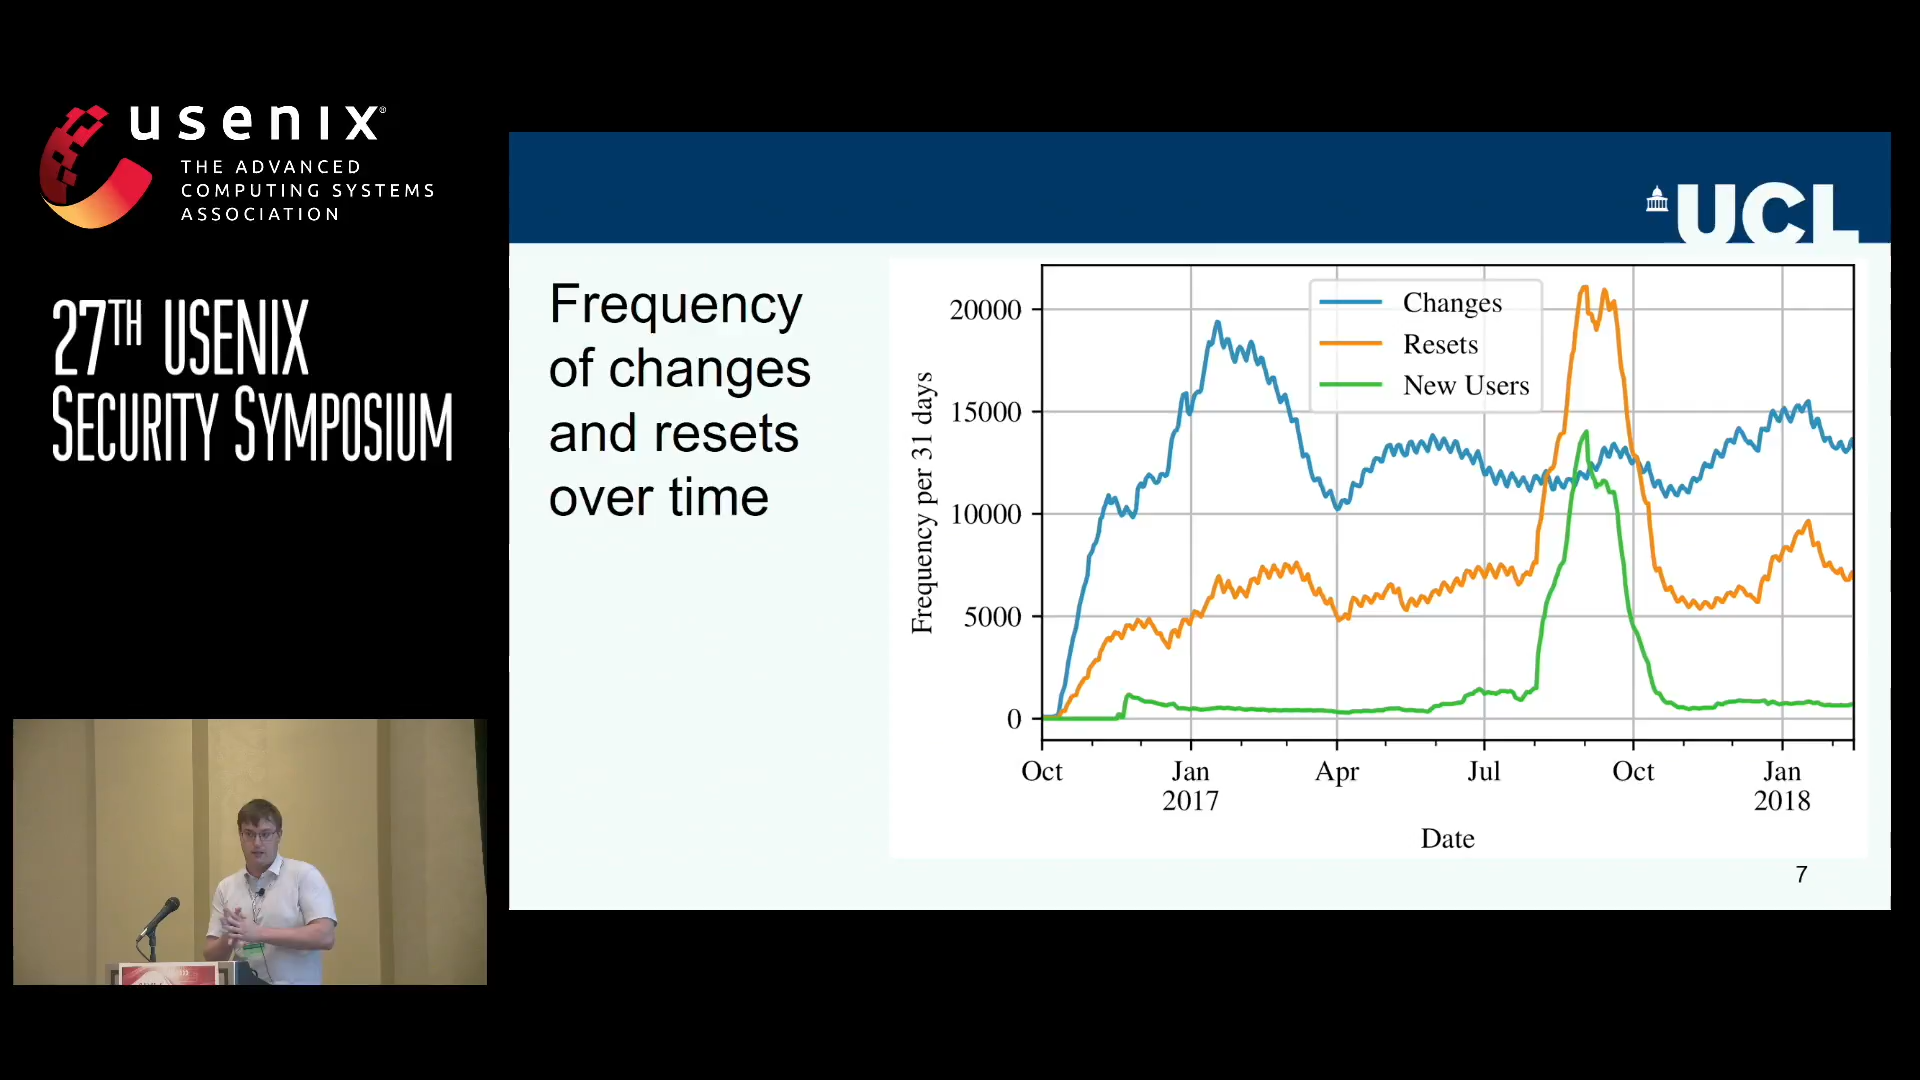 usenix®
THE ADVANCED
COMPUTING SYSTEMS
ASSOCIATION
27TH USENIX
SECURITY SYMPOSIUM
UCL
Frequency
of changes
and resets
over time
Changes
Resets
New Users
Frequency per 31 days
20000
15000
10000
5000
0
Oct
Jan
2017
Apr
Jul
Oct
Jan
2018
Date
7